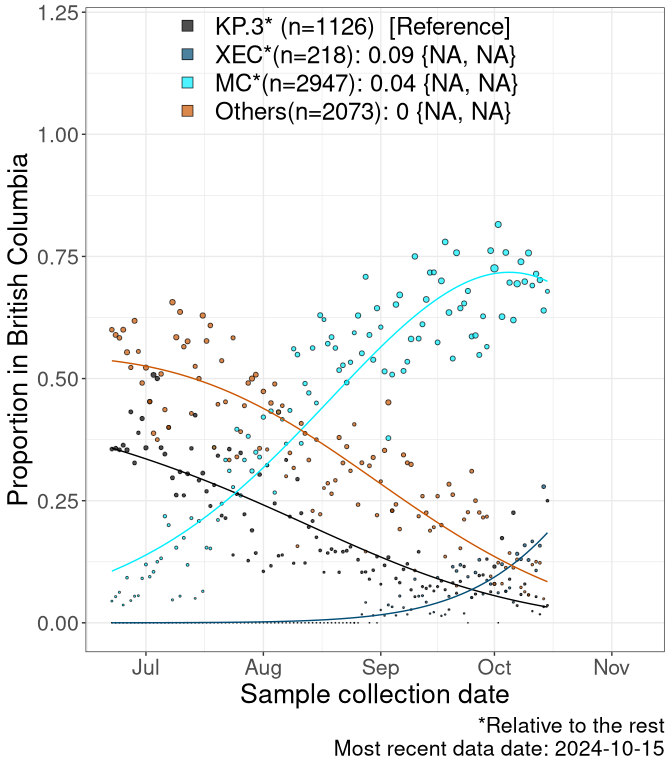 KP.3* (n=1126)  [Reference]
XEC*(n=218): 0.09 {NA, NA}
MC*(n=2947): 0.04 {NA, NA}
Others(n=2073): 0 {NA, NA}
1.25
1.00
0.75
0.50
0.25
0.00
Proportion in British Columbia
Jul Aug Sep Oct Nov
Sample collection date
*Relative to the rest
Most recent data date: 2024-10-15